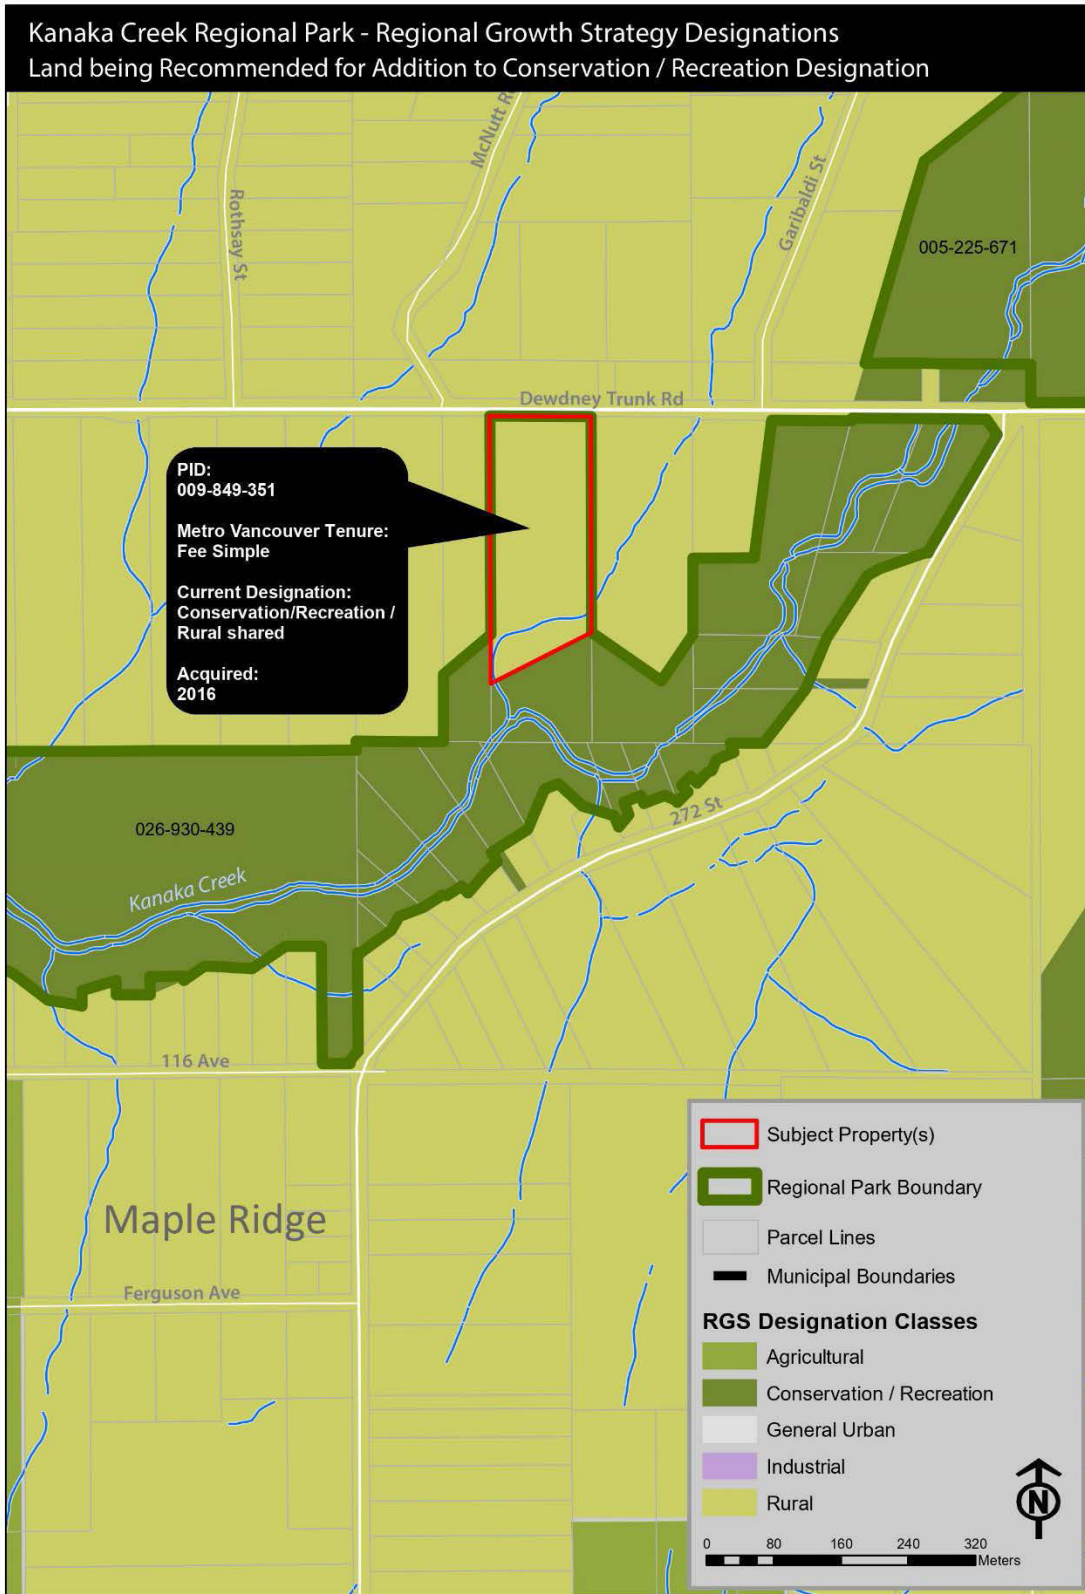 Kanaka Creek Regional Park - Regional Growth Strategy Designations
Land being Recommended for Addition to Conservation / Recreation Designation
McNutt R
Rothsay St
Garibaldi St
005-225-671
Dewdney Trunk Rd
PID:
009-849-351
Metro Vancouver Tenure:
Fee Simple
Current Designation:
Conservation/Recreation /
Rural shared
Acquired:
2016
026-930-439
272 St
Kanaka Creek
116 Ave
Maple Ridge
Ferguson Ave
Subject Property(s)
Regional Park Boundary
Parcel Lines
Municipal Boundaries
RGS Designation Classes
Agricultural
Conservation / Recreation
General Urban
Industrial
Rural
N
0 80 160 240 320
Meters